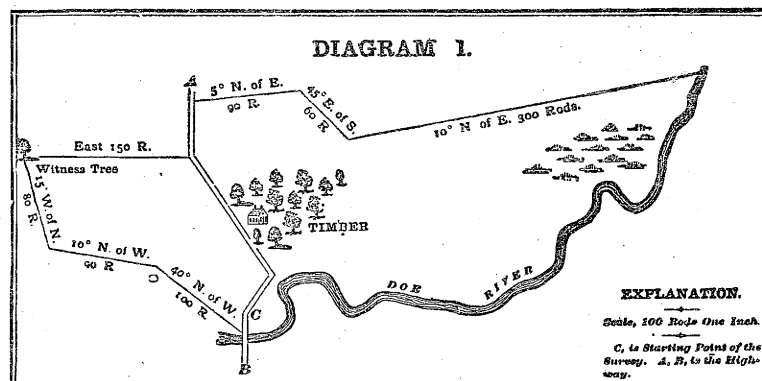 DIAGRAM 1.
A
5° N. of E.
90 R.
45° E. of S.
60 R.
10° N of E. 300 Rods.
East 150 R.
Witness Tree
15° W. of N.
80 R.
TIMBER
10° N. of W.
90 R
C
40° N. of W.
100 R.
C
DOE RIVER
B
EXPLANATION.
Scale, 200 Rods One Inch.
C, is Starting Point of the
Survey. A, B, is the High-
way.